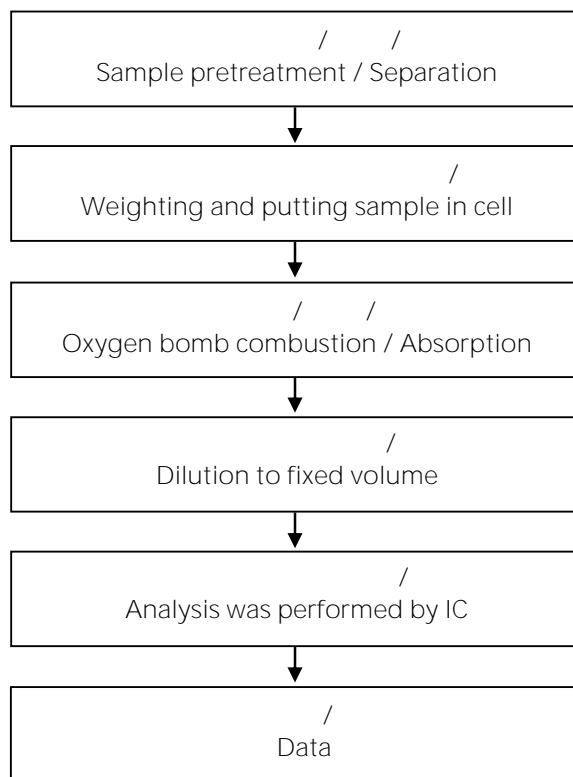 / /
Sample pretreatment / Separation
/
Weighting and putting sample in cell
/ /
Oxygen bomb combustion / Absorption
/
Dilution to fixed volume
/
Analysis was performed by IC
/
Data